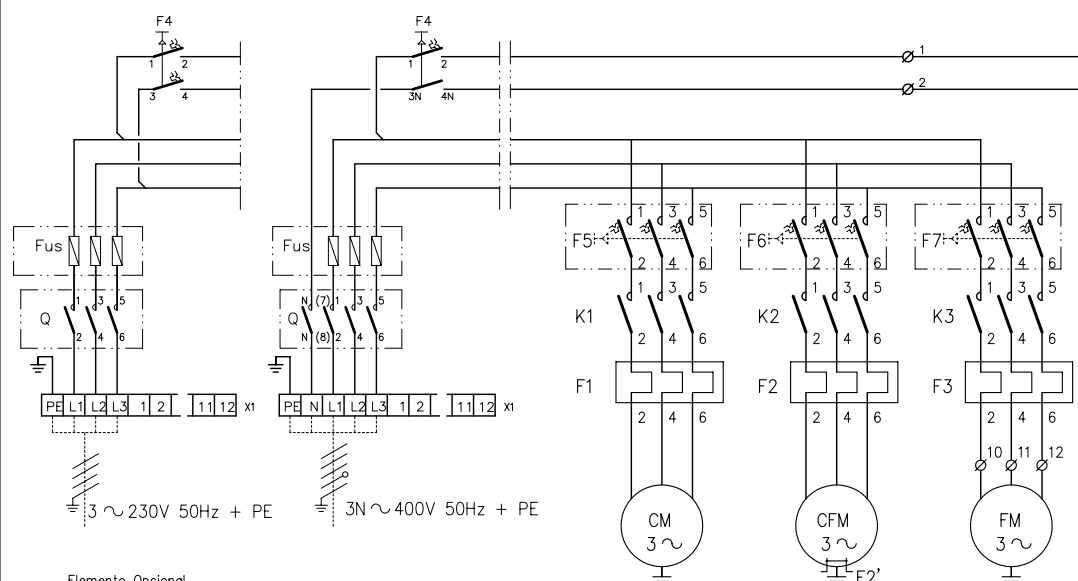 F4 F4
1 2 1 2 1
3 4 3N 4N 2
1 3 5 1 3 5 1 3 5
Fus Fus F5 F6 F7
2 4 6 2 4 6 2 4 6
1 3 5 N (7) 1 3 5 1 3 5 1 3 5 1 3 5
Q Q K1 K2 K3
2 4 6 N (8) 2 4 6 2 4 6 2 4 6 2 4 6
F1 F2 F3
PE L1 L2 L3 1 2 11 12 X1 PE N L1 L2 L3 1 2 11 12 X1
2 4 6 2 4 6 2 4 6
10 11 12
3 ~ 230V 50Hz + PE 3N ~ 400V 50Hz + PE
CM CFM FM
3 ~ 3 ~ 3 ~
F2'
Elemento Opcional